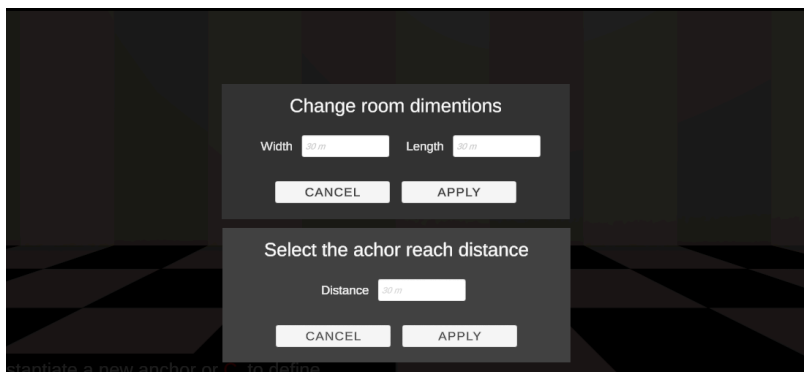 Change room dimentions
Width 30 m Length 30 m
CANCEL APPLY
Select the achor reach distance
Distance 30 m
CANCEL APPLY
stantiate a new anchor or to define